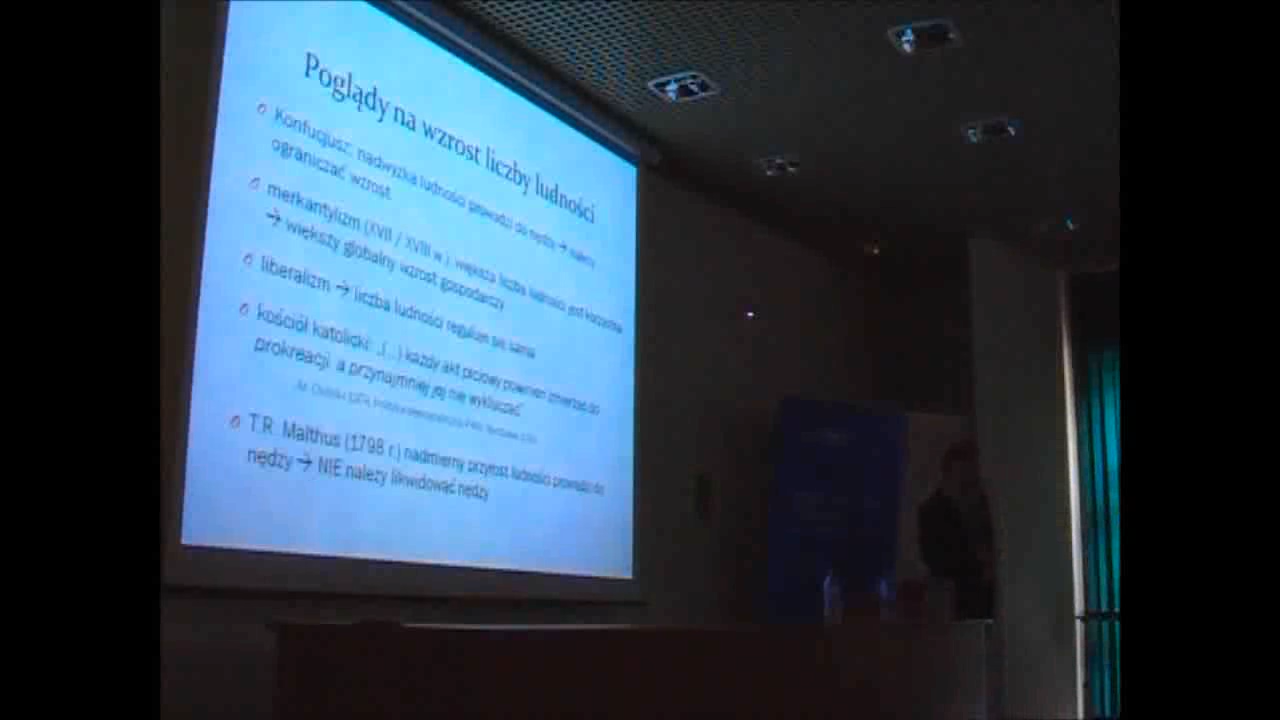 Poglądy na wzrost liczby ludności
Konfucjusz: nadwyżka ludności prowadzi do nędzy → należy
ograniczać wzrost
merkantylizm (XVII / XVIII w.): większa liczba ludności jest korzystna
→ większy globalny wzrost gospodarczy
liberalizm → liczba ludności reguluje się sama
kościół katolicki: „(...) każdy akt płciowy powinien zmierzać do
prokreacji, a przynajmniej jej nie wykluczać”
T.R. Malthus (1798 r.) nadmierny przyrost ludności prowadzi do
nędzy → NIE należy likwidować nędzy